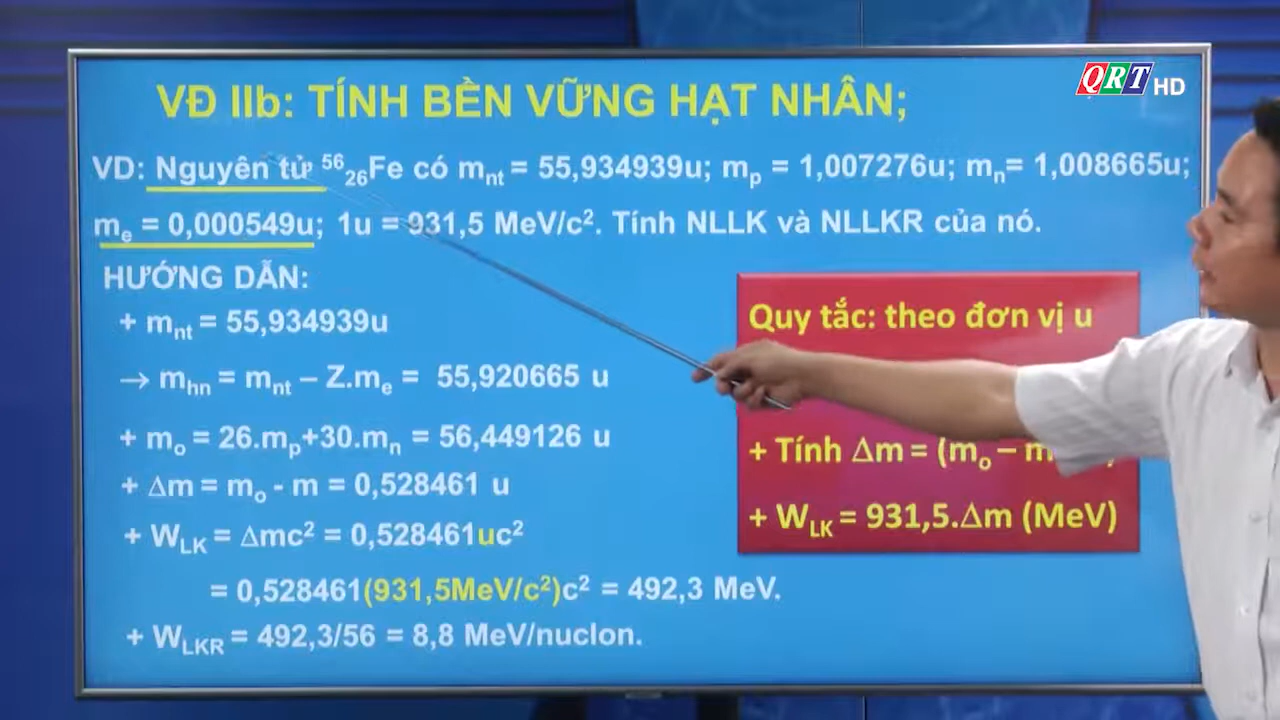 QRT HD
VĐ IIb: TÍNH BỀN VỮNG HẠT NHÂN;
VD: Nguyên tử ⁵⁶₂₆Fe có mₙₜ = 55,934939u; mₚ = 1,007276u; mₙ= 1,008665u;
mₑ = 0,000549u; 1u = 931,5 MeV/c². Tính NLLK và NLLKR của nó.
HƯỚNG DẪN:
+ mₙₜ = 55,934939u
→ mₕₙ = mₙₜ – Z.mₑ = 55,920665 u
+ mₒ = 26.mₚ+30.mₙ = 56,449126 u
+ Δm = mₒ - m = 0,528461 u
+ W_LK = Δmc² = 0,528461uc²
= 0,528461(931,5MeV/c²)c² = 492,3 MeV.
+ W_LKR = 492,3/56 = 8,8 MeV/nuclon.
Quy tắc: theo đơn vị u
+ Tính Δm = (mₒ – m
+ W_LK = 931,5.Δm (MeV)